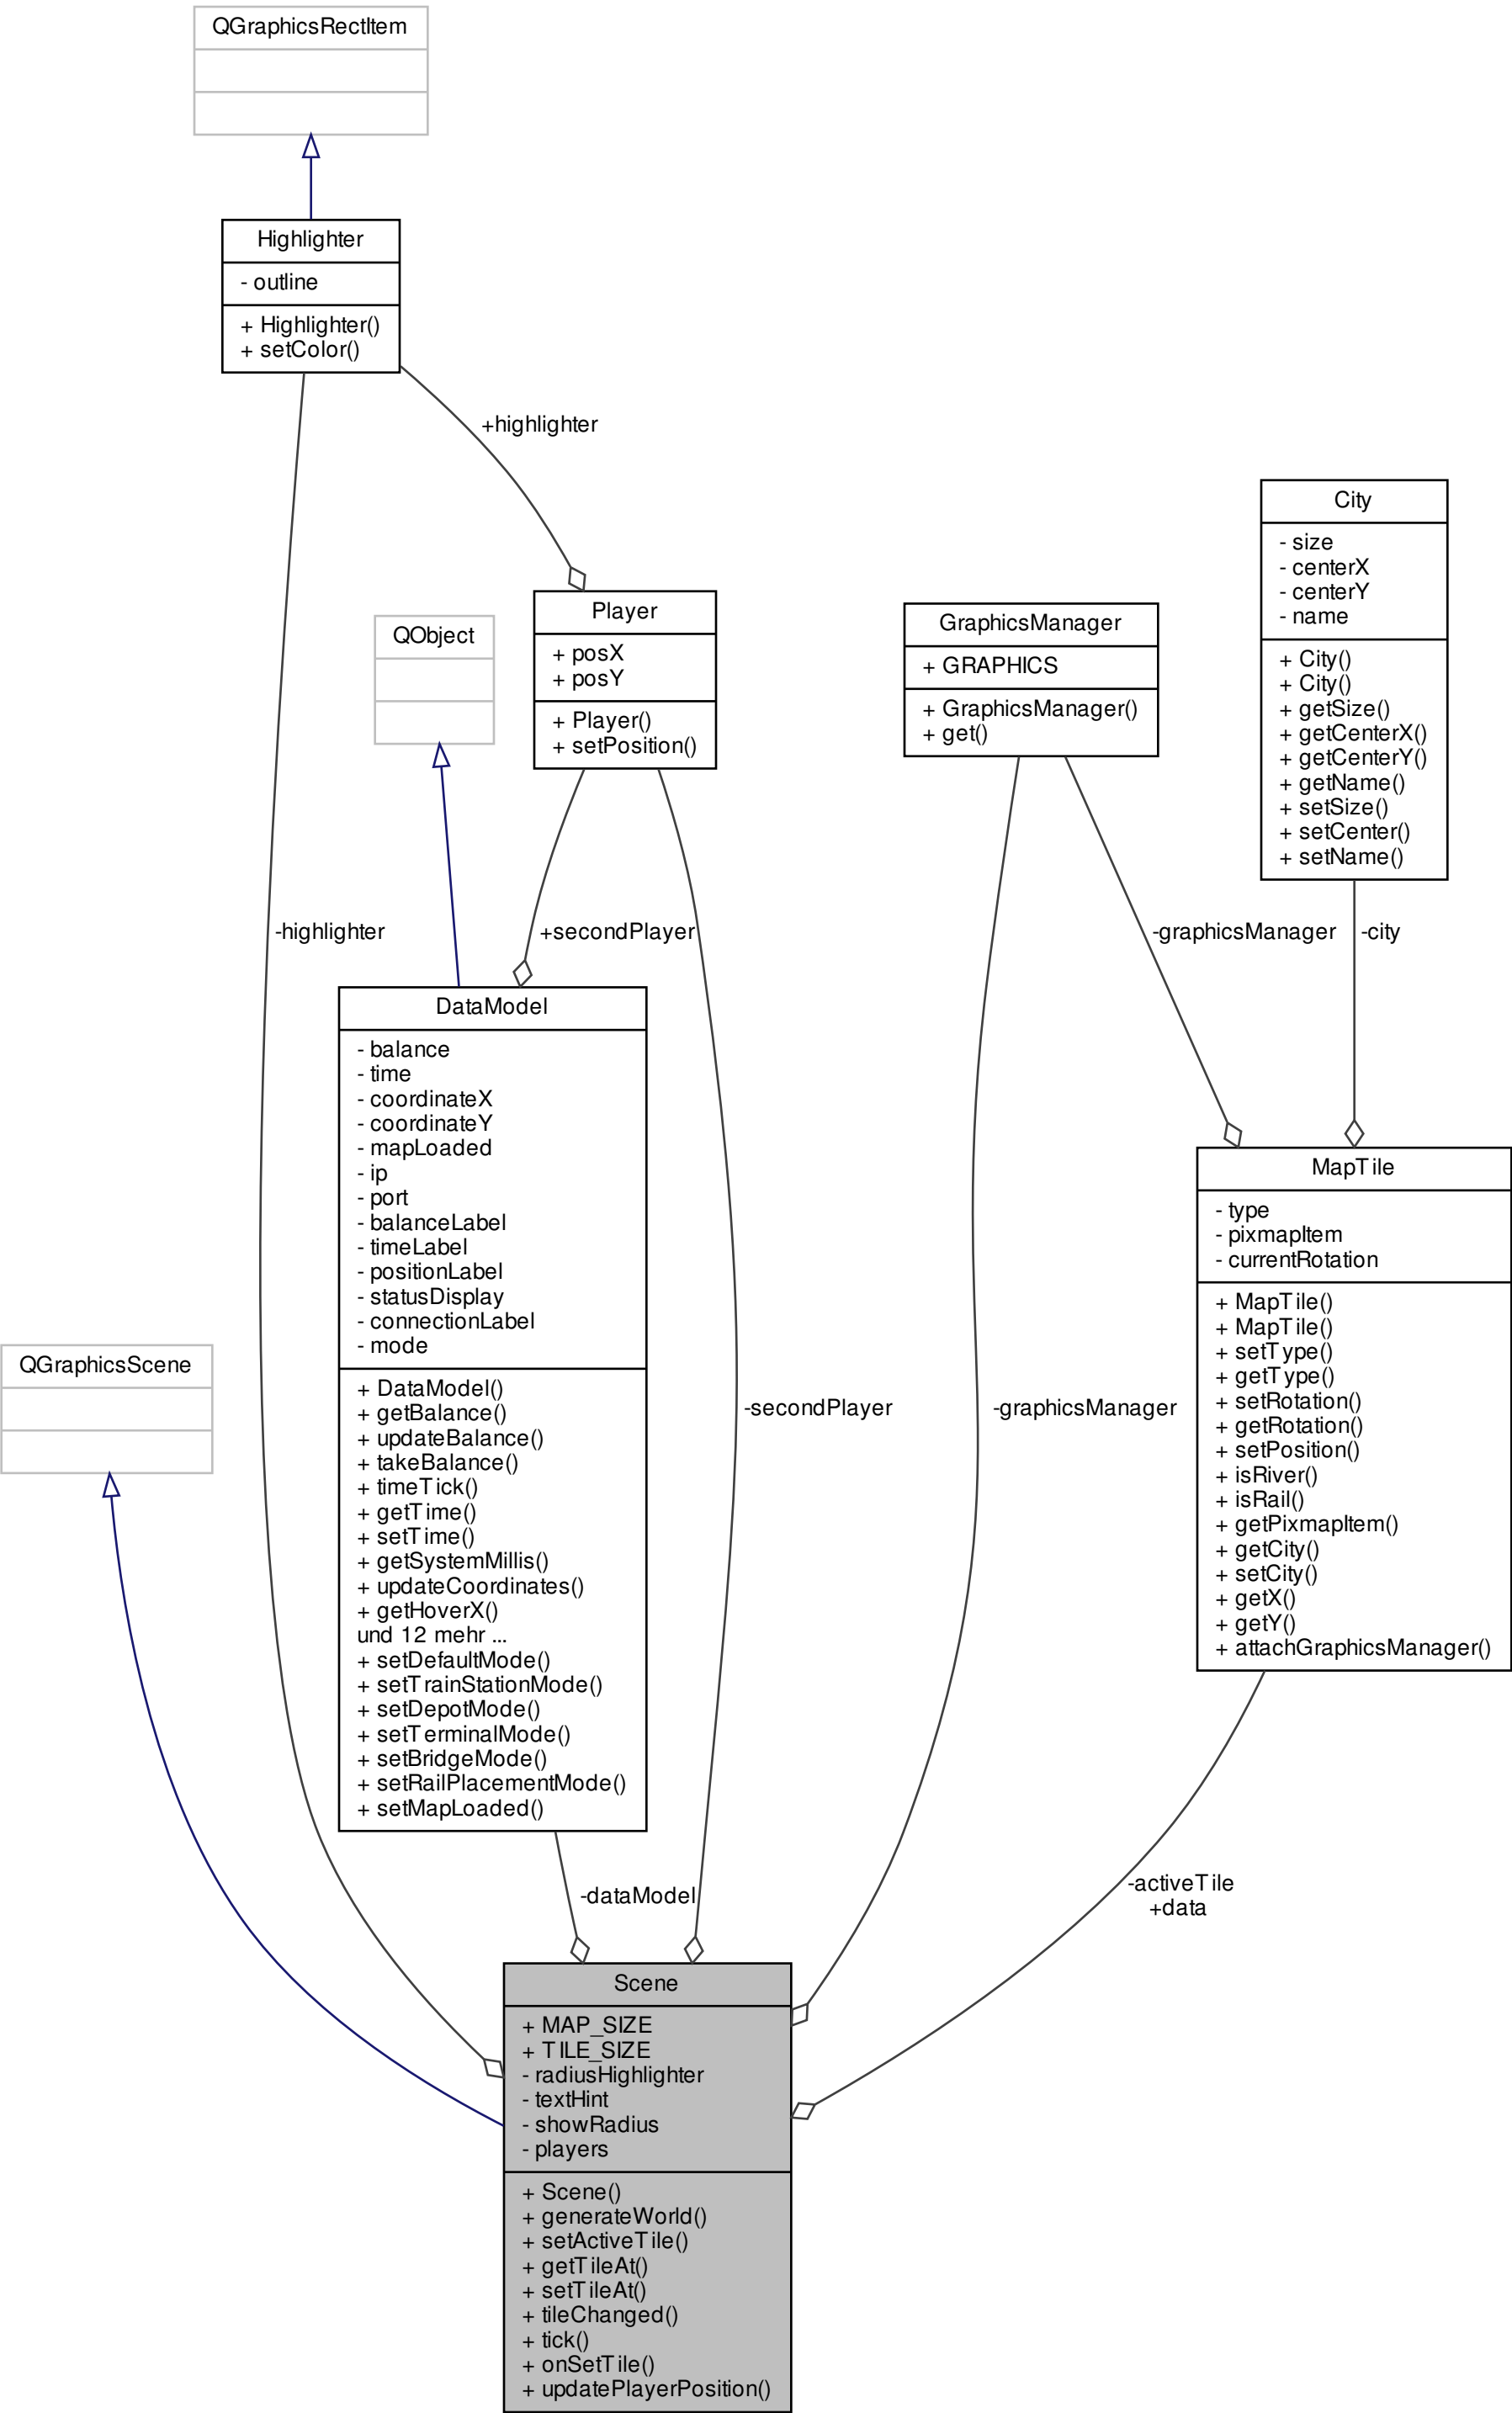 QGraphicsRectItem
Highlighter
- outline
+ Highlighter()
+ setColor()
+highlighter
City
- size
- centerX
- centerY
- name
+ City()
+ City()
+ getSize()
+ getCenterX()
+ getCenterY()
+ getName()
+ setSize()
+ setCenter()
+ setName()
Player
+ posX
+ posY
+ Player()
+ setPosition()
GraphicsManager
+ GRAPHICS
+ GraphicsManager()
+ get()
QObject
-highlighter
+secondPlayer
-graphicsManager
-city
DataModel
- balance
- time
- coordinateX
- coordinateY
- mapLoaded
- ip
- port
- balanceLabel
- timeLabel
- positionLabel
- statusDisplay
- connectionLabel
- mode
+ DataModel()
+ getBalance()
+ updateBalance()
+ takeBalance()
+ timeTick()
+ getTime()
+ setTime()
+ getSystemMillis()
+ updateCoordinates()
+ getHoverX()
und 12 mehr ...
+ setDefaultMode()
+ setTrainStationMode()
+ setDepotMode()
+ setTerminalMode()
+ setBridgeMode()
+ setRailPlacementMode()
+ setMapLoaded()
MapTile
- type
- pixmapItem
- currentRotation
+ MapTile()
+ MapTile()
+ setType()
+ getType()
+ setRotation()
+ getRotation()
+ setPosition()
+ isRiver()
+ isRail()
+ getPixmapItem()
+ getCity()
+ setCity()
+ getX()
+ getY()
+ attachGraphicsManager()
QGraphicsScene
-secondPlayer
-graphicsManager
-dataModel
-activeTile
+data
Scene
+ MAP_SIZE
+ TILE_SIZE
- radiusHighlighter
- textHint
- showRadius
- players
+ Scene()
+ generateWorld()
+ setActiveTile()
+ getTileAt()
+ setTileAt()
+ tileChanged()
+ tick()
+ onSetTile()
+ updatePlayerPosition()